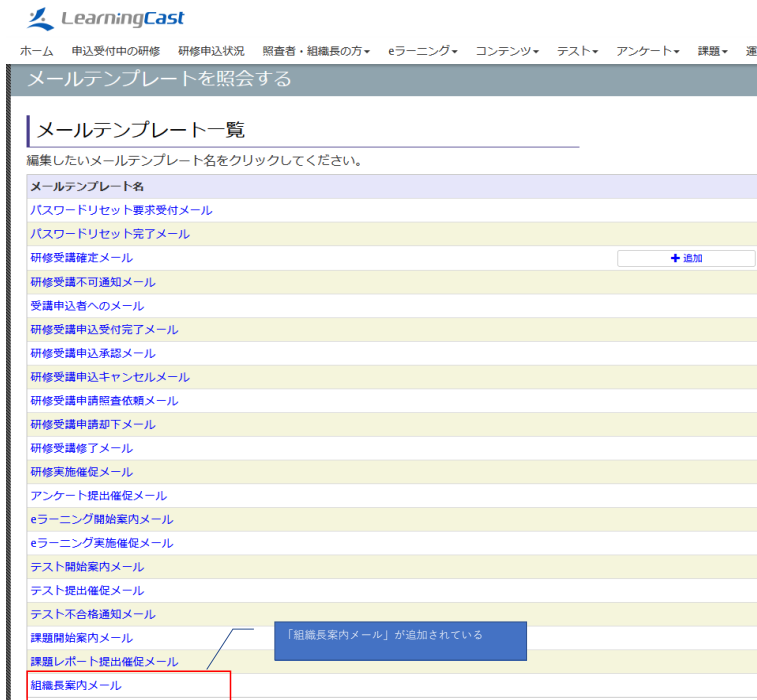 LearningCast
ホーム 申込受付中の研修 研修申込状況 照査者・組織長の方▾ eラーニング▾ コンテンツ▾ テスト▾ アンケート▾ 課題▾ 運
メールテンプレートを照会する
メールテンプレート一覧
編集したいメールテンプレート名をクリックしてください。
メールテンプレート名
パスワードリセット要求受付メール
パスワードリセット完了メール
研修受講確定メール
+ 追加
研修受講不可通知メール
受講申込者へのメール
研修受講申込受付完了メール
研修受講申込承認メール
研修受講申込キャンセルメール
研修受講申請照査依頼メール
研修受講申請却下メール
研修受講修了メール
研修実施催促メール
アンケート提出催促メール
eラーニング開始案内メール
eラーニング実施催促メール
テスト開始案内メール
テスト提出催促メール
テスト不合格通知メール
課題開始案内メール
「組織長案内メール」が追加されている
課題レポート提出催促メール
組織長案内メール